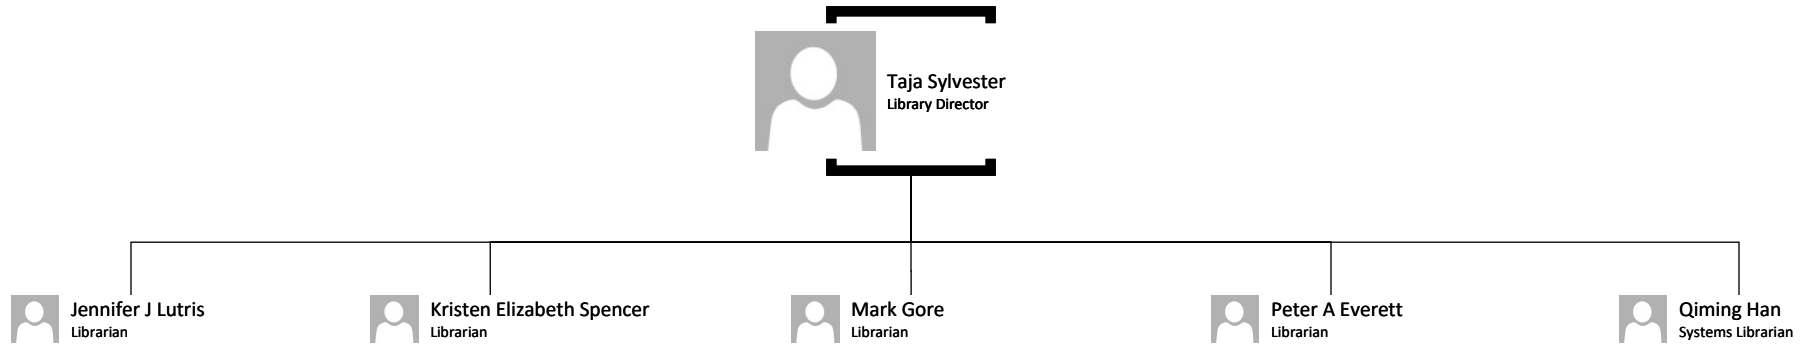 Taja Sylvester
Library Director
Jennifer J Lutris
Librarian
Kristen Elizabeth Spencer
Librarian
Mark Gore
Librarian
Peter A Everett
Librarian
Qiming Han
Systems Librarian